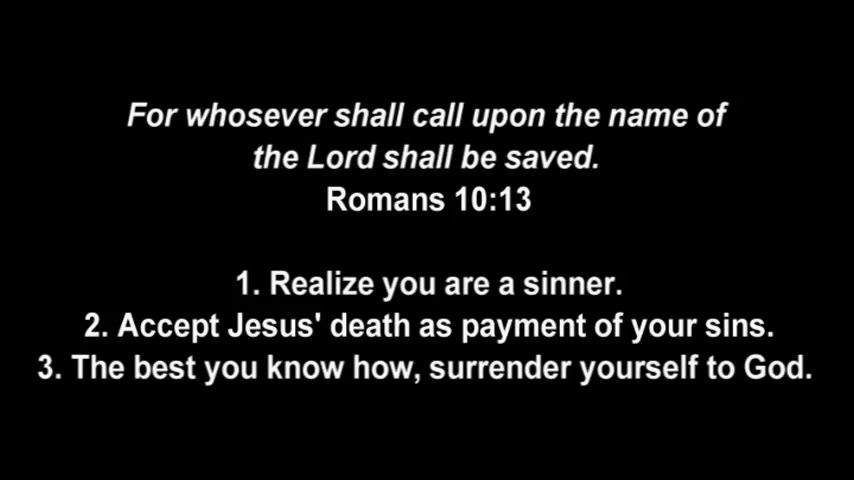 For whosever shall call upon the name of
the Lord shall be saved.
Romans 10:13
1. Realize you are a sinner.
2. Accept Jesus' death as payment of your sins.
3. The best you know how, surrender yourself to God.